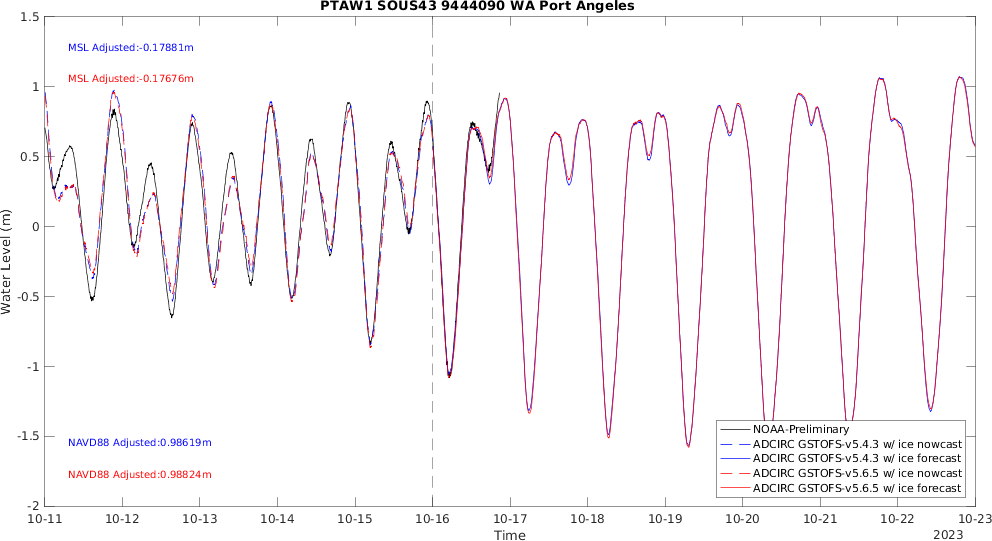 PTAW1 SOUS43 9444090 WA Port Angeles
1.5
MSL Adjusted:-0.17881m
MSL Adjusted:-0.17676m
1
0.5
0
Water Level (m)
-0.5
-1
-1.5
NAVD88 Adjusted:0.98619m
NAVD88 Adjusted:0.98824m
-2
NOAA-Preliminary
ADCIRC GSTOFS-v5.4.3 w/ ice nowcast
ADCIRC GSTOFS-v5.4.3 w/ ice forecast
ADCIRC GSTOFS-v5.6.5 w/ ice nowcast
ADCIRC GSTOFS-v5.6.5 w/ ice forecast
10-11 10-12 10-13 10-14 10-15 10-16 10-17 10-18 10-19 10-20 10-21 10-22 10-23
Time
2023